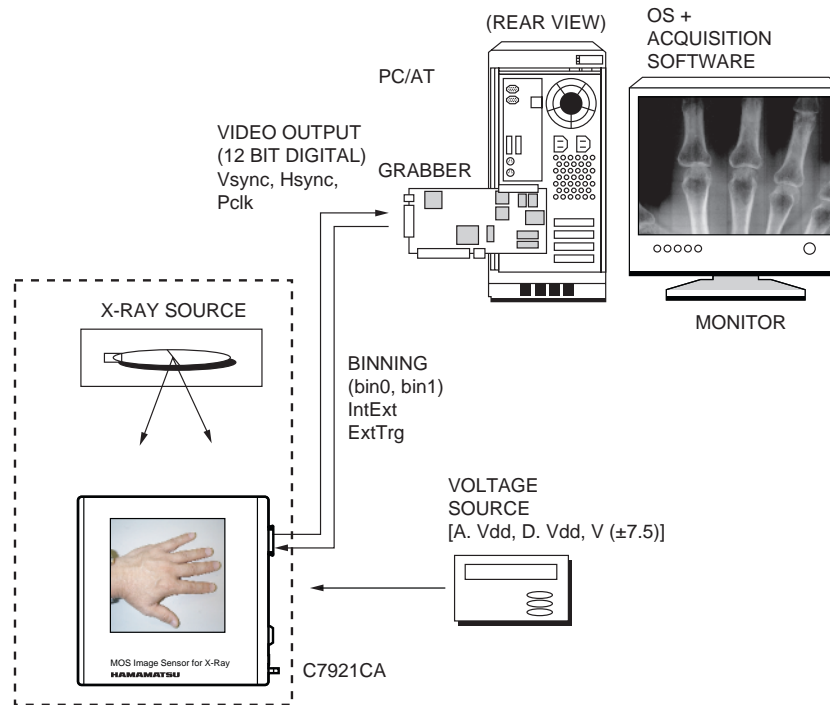 (REAR VIEW)
OS +
ACQUISITION
SOFTWARE
PC/AT
VIDEO OUTPUT
(12 BIT DIGITAL)
Vsync, Hsync,
Pclk
GRABBER
X-RAY SOURCE
MONITOR
BINNING
(bin0, bin1)
IntExt
ExtTrg
VOLTAGE
SOURCE
[A. Vdd, D. Vdd, V (±7.5)]
MOS Image Sensor for X-Ray
HAMAMATSU
C7921CA